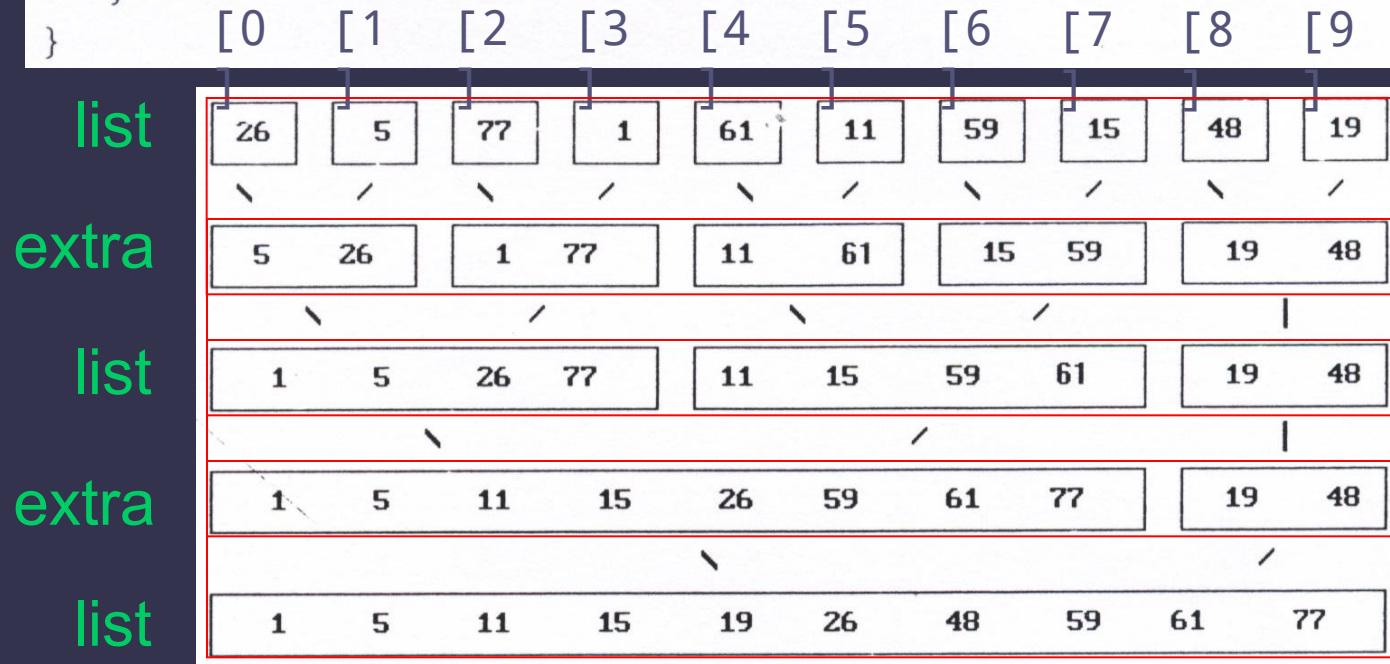 }
[0] [1] [2] [3] [4] [5] [6] [7] [8] [9]
list 26 5 77 1 61 11 59 15 48 19
extra 5 26 1 77 11 61 15 59 19 48
list 1 5 26 77 11 15 59 61 19 48
extra 1 5 11 15 26 59 61 77 19 48
list 1 5 11 15 19 26 48 59 61 77